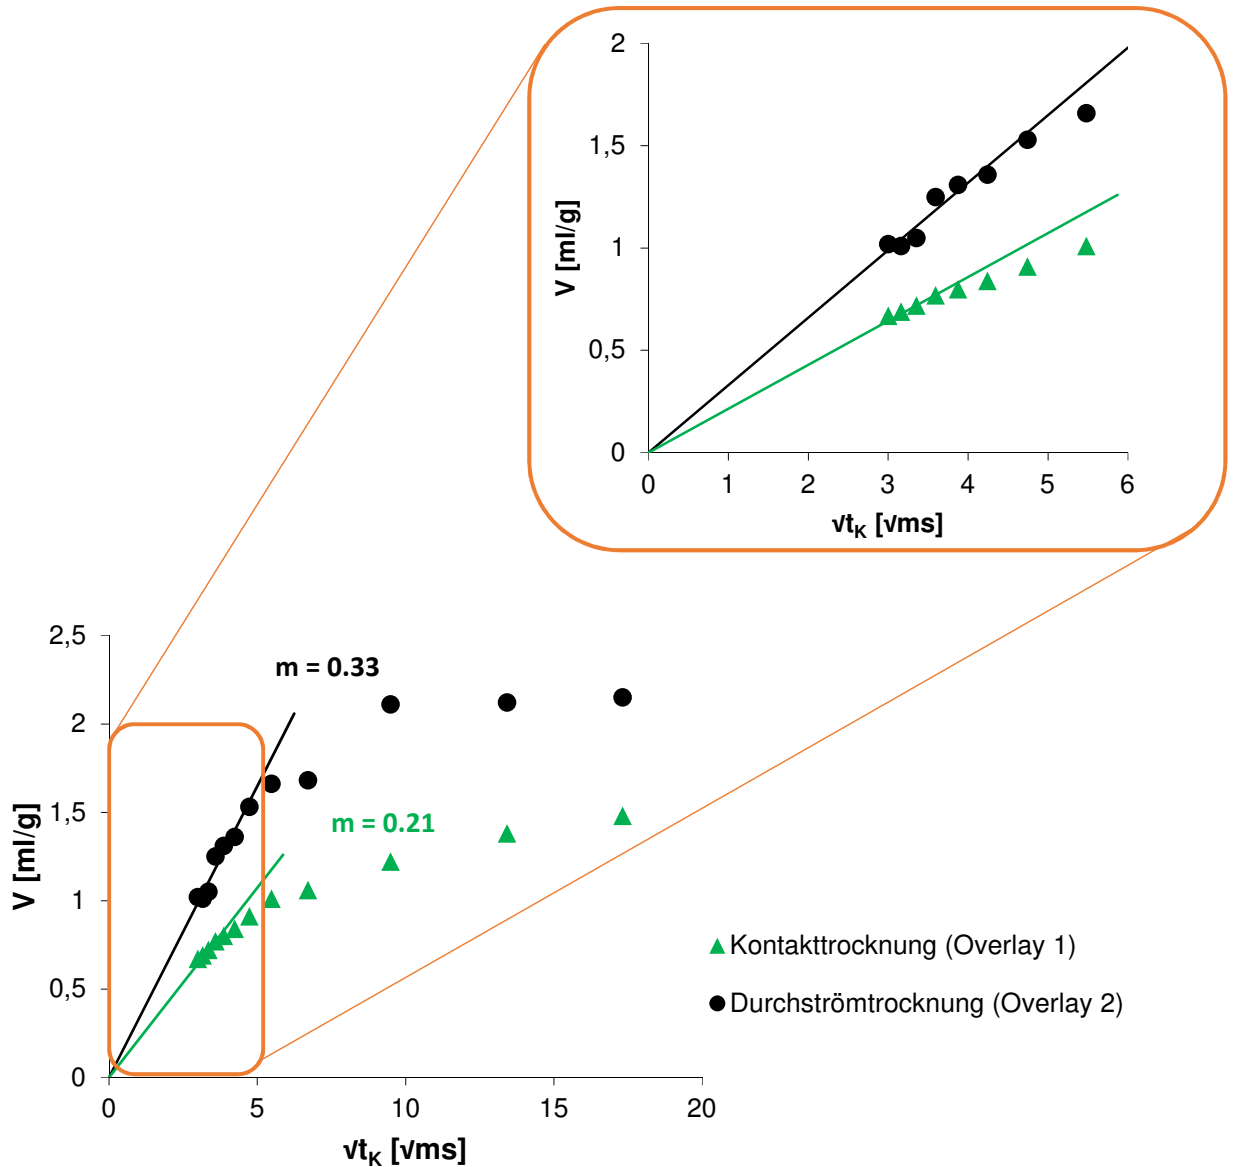 2
1,5
1
0,5
0
V [ml/g]
0 1 2 3 4 5 6
√tK [√ms]
2,5
2
1,5
1
0,5
0
V [ml/g]
m = 0.33
m = 0.21
Kontakttrocknung (Overlay 1)
Durchströmtrocknung (Overlay 2)
0 5 10 15 20
√tK [√ms]